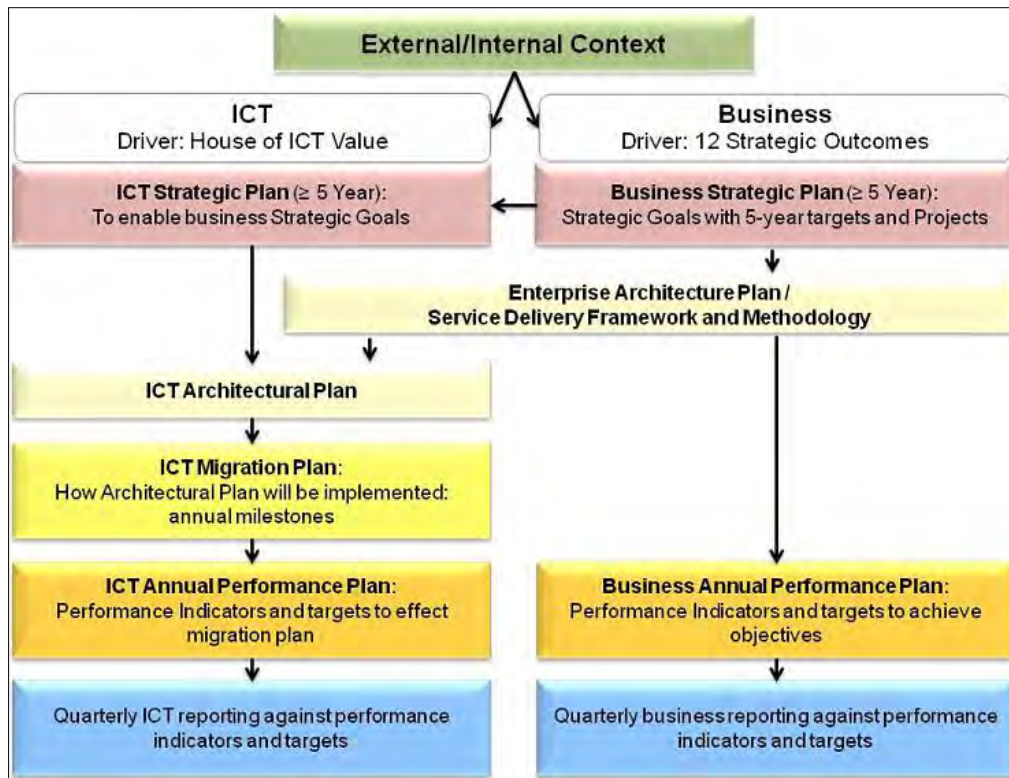 External/Internal Context
ICT
Driver: House of ICT Value
Business
Driver: 12 Strategic Outcomes
ICT Strategic Plan (≥ 5 Year):
To enable business Strategic Goals
Business Strategic Plan (≥ 5 Year):
Strategic Goals with 5-year targets and Projects
Enterprise Architecture Plan /
Service Delivery Framework and Methodology
ICT Architectural Plan
ICT Migration Plan:
How Architectural Plan will be implemented:
annual milestones
ICT Annual Performance Plan:
Performance Indicators and targets to effect
migration plan
Business Annual Performance Plan:
Performance Indicators and targets to achieve
objectives
Quarterly ICT reporting against performance
indicators and targets
Quarterly business reporting against performance
indicators and targets